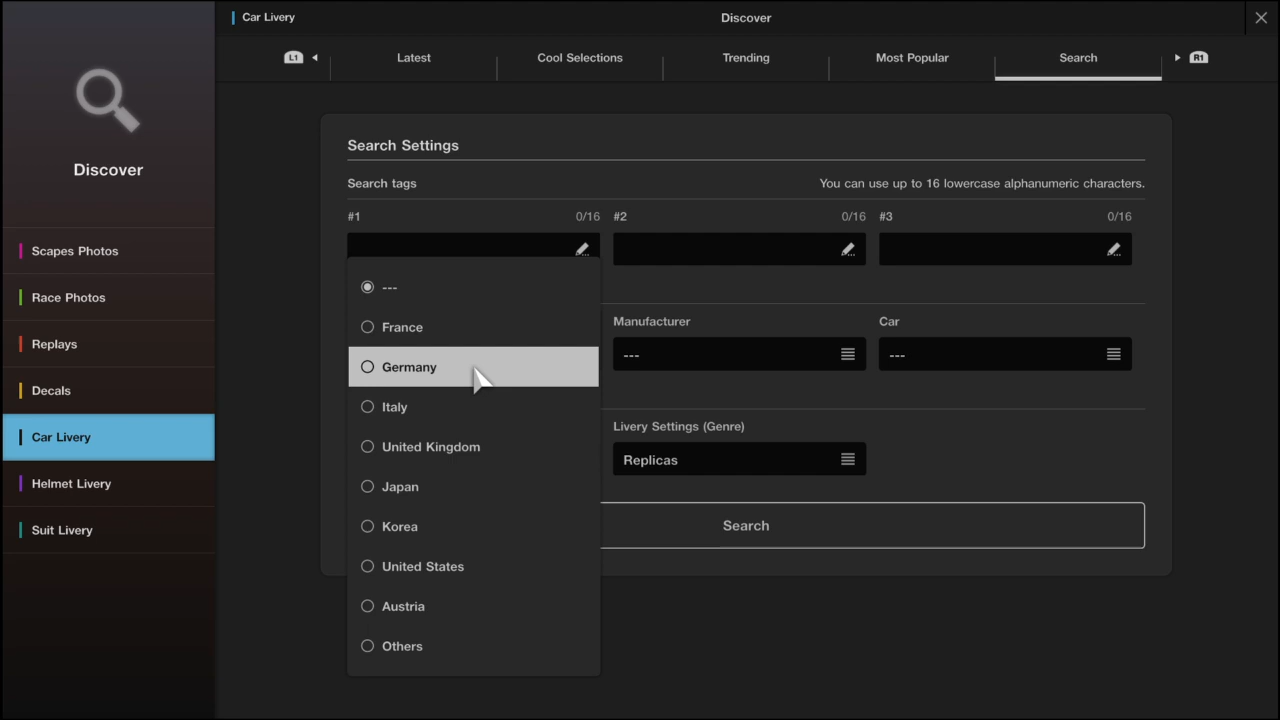 Car Livery
Discover
L1
Latest
Cool Selections
Trending
Most Popular
Search
R1
Discover
Scapes Photos
Race Photos
Replays
Decals
Car Livery
Helmet Livery
Suit Livery
Search Settings
Search tags
You can use up to 16 lowercase alphanumeric characters.
#1
0/16
#2
0/16
#3
0/16
---
France
Germany
Italy
United Kingdom
Japan
Korea
United States
Austria
Others
Manufacturer
---
Car
---
Livery Settings (Genre)
Replicas
Search